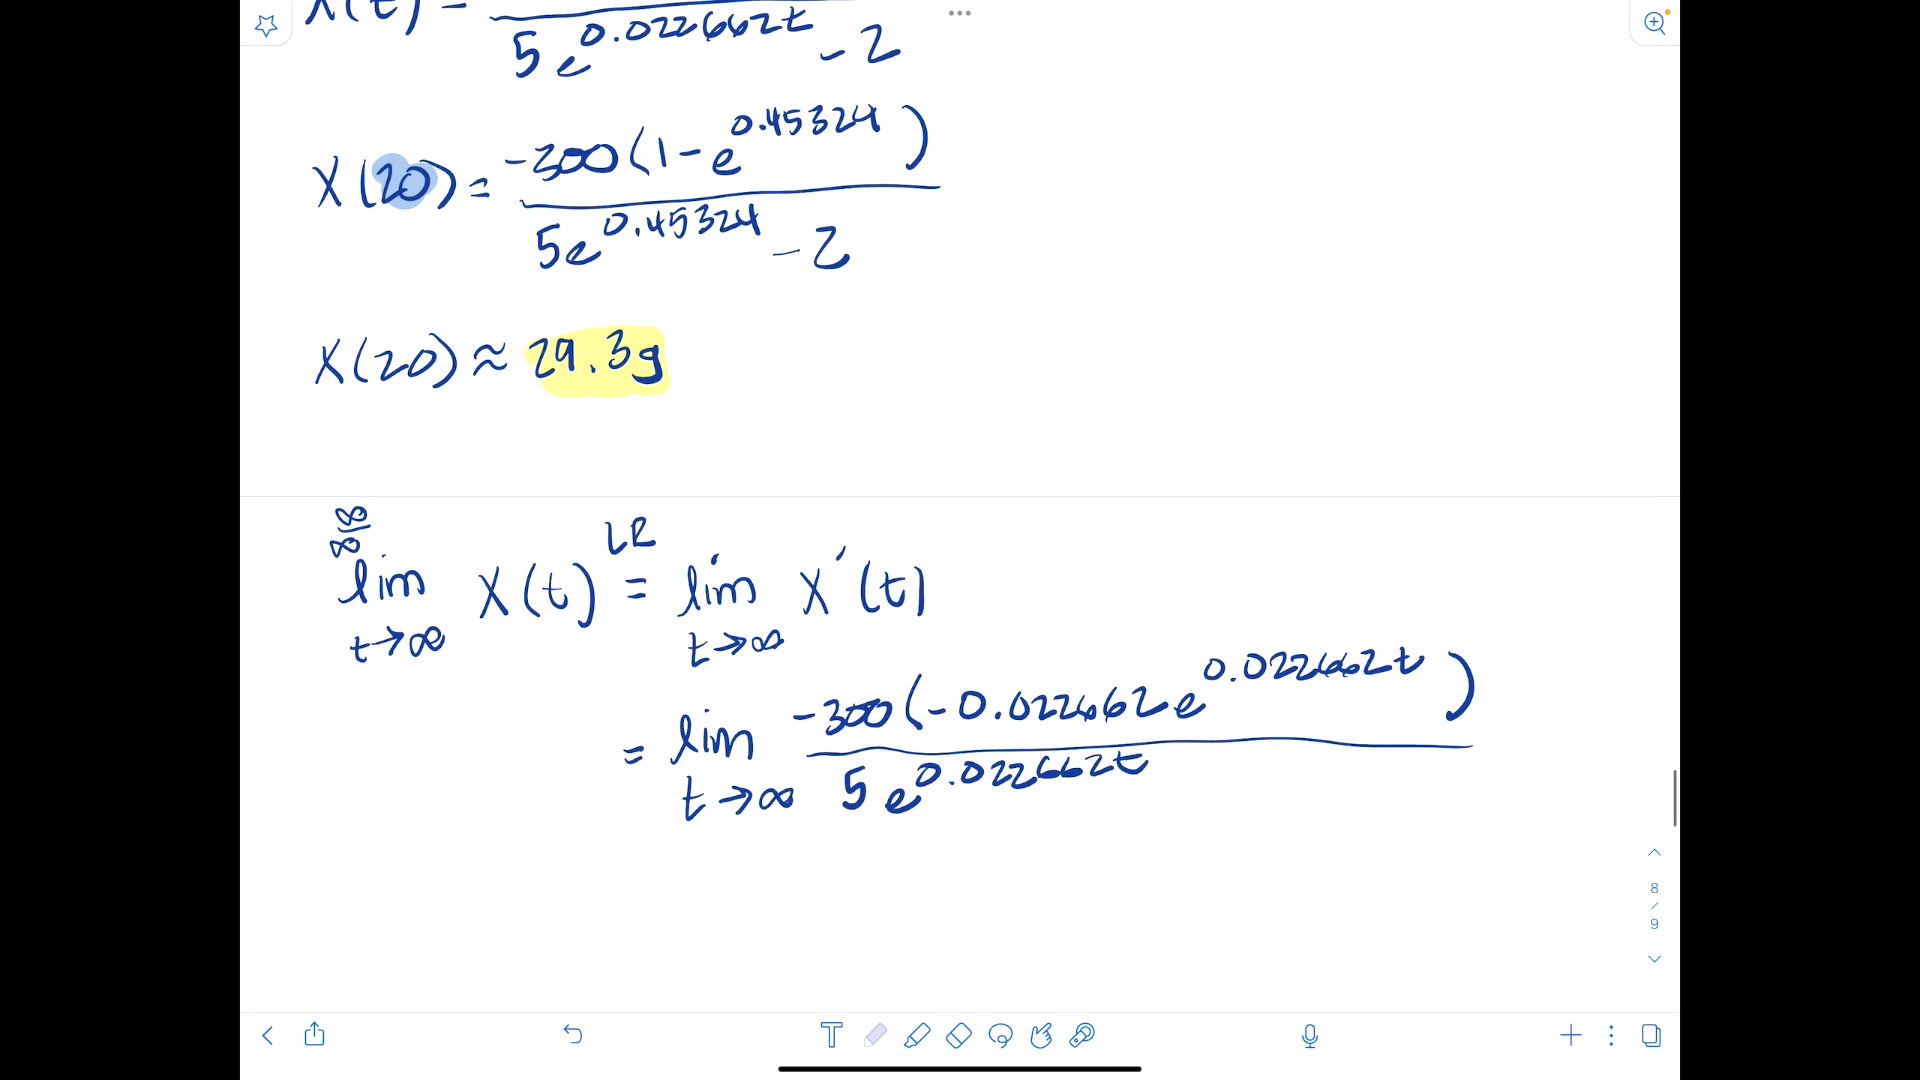 X(t) =
5e^0.022662t - 2
X(20) = -300(1 - e^0.45324)
5e^0.45324 - 2
X(20) ≈ 29.3g
∞/∞ LR
lim X(t) = lim X'(t)
t→∞ t→∞
= lim -300(-0.022662e^0.022662t)
t→∞ 5e^0.022662t
8
/
9
T